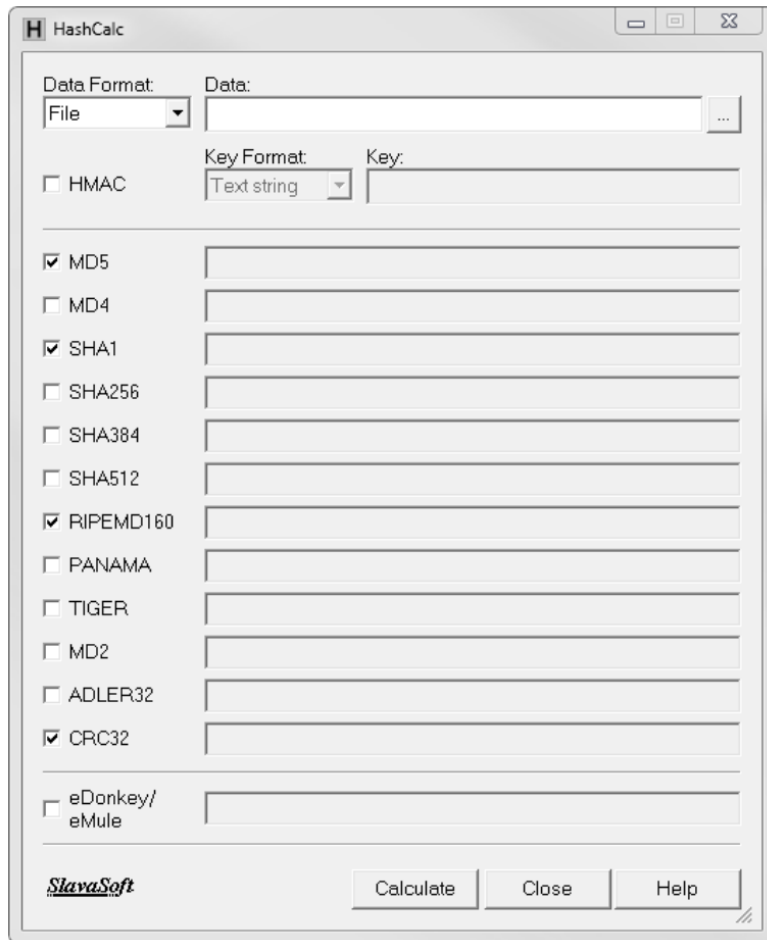 H HashCalc
Data Format: Data:
File ...
Key Format: Key:
HMAC Text string
MD5
MD4
SHA1
SHA256
SHA384
SHA512
RIPEMD160
PANAMA
TIGER
MD2
ADLER32
CRC32
eDonkey/
eMule
SlavaSoft Calculate Close Help